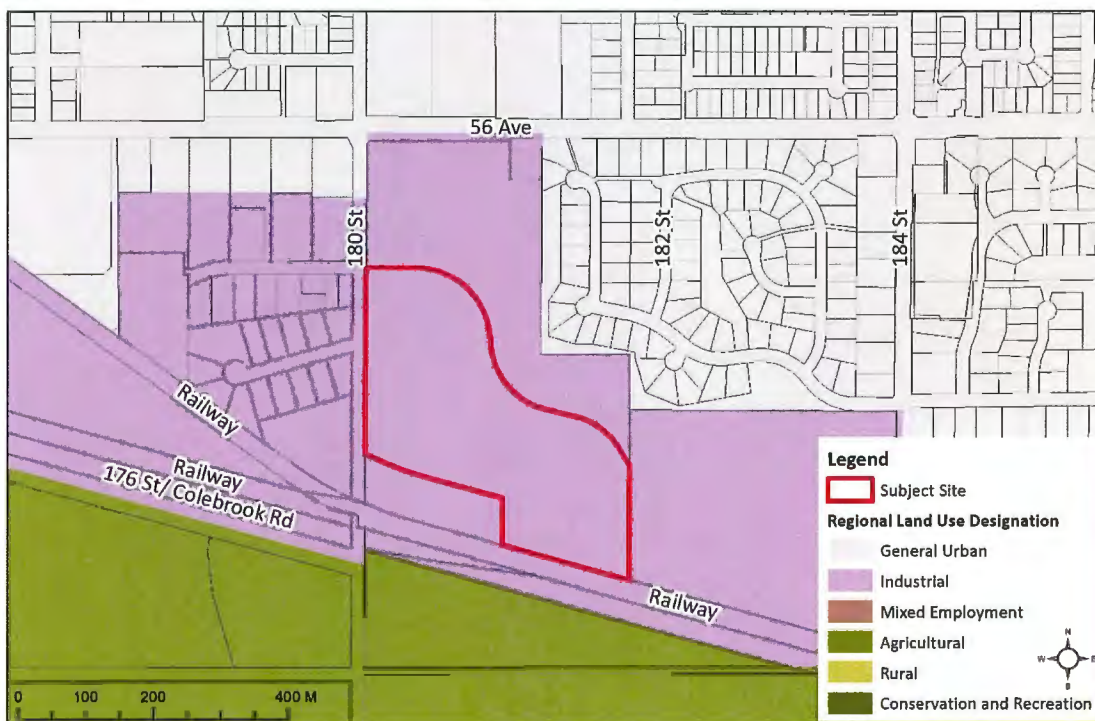 56 Ave
180 St
182 St
184 St
Railway
Railway
176 St/ Colebrook Rd
Railway
Legend
Subject Site
Regional Land Use Designation
General Urban
Industrial
Mixed Employment
Agricultural
Rural
Conservation and Recreation
N
W E
S
0 100 200 400 M